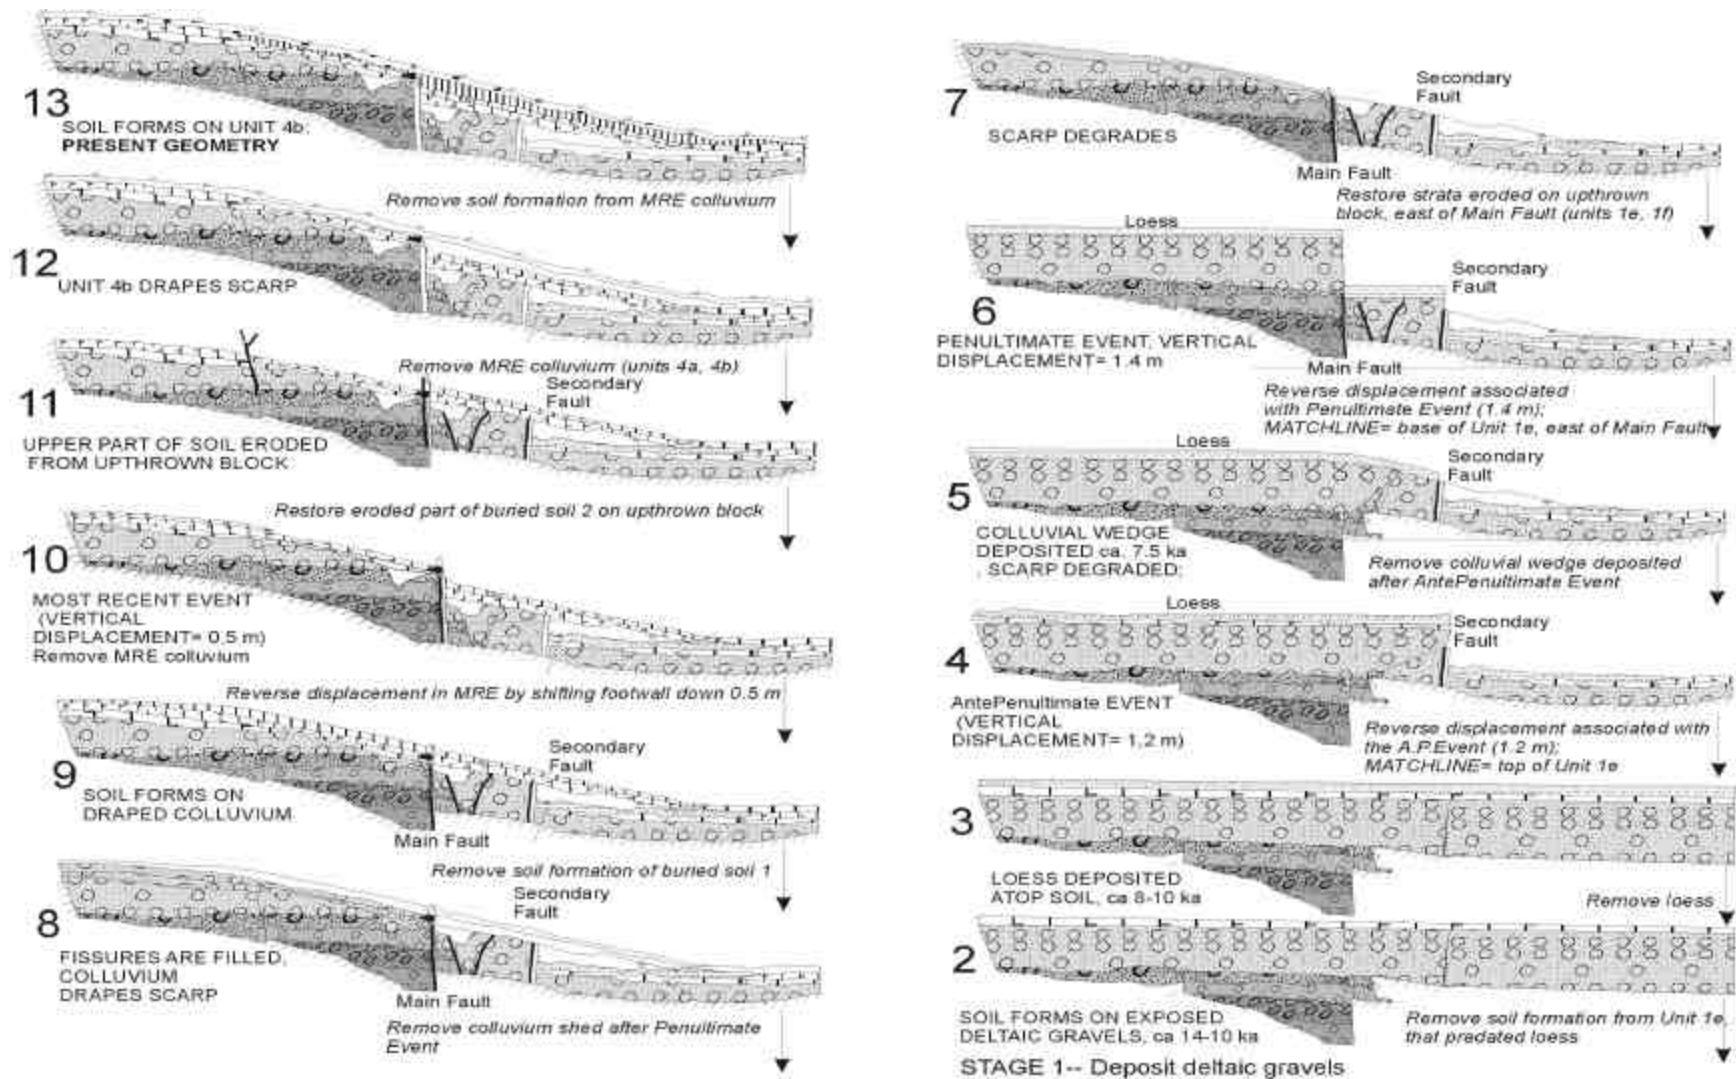 13
SOIL FORMS ON UNIT 4b;
PRESENT GEOMETRY
Remove soil formation from MRE colluvium
12
UNIT 4b DRAPES SCARP
Remove MRE colluvium (units 4a, 4b)
Secondary
Fault
11
UPPER PART OF SOIL ERODED
FROM UPTHROWN BLOCK
Restore eroded part of buried soil 2 on upthrown block
10
MOST RECENT EVENT
(VERTICAL
DISPLACEMENT= 0,5 m)
Remove MRE colluvium
Reverse displacement in MRE by shifting footwall down 0.5 m
Secondary
Fault
9
SOIL FORMS ON
DRAPED COLLUVIUM
Main Fault
Remove soil formation of buried soil 1
Secondary
Fault
8
FISSURES ARE FILLED,
COLLUVIUM
DRAPES SCARP
Main Fault
Remove colluvium shed after Penultimate
Event
Secondary
Fault
7
SCARP DEGRADES
Main Fault
Restore strata eroded on upthrown
block, east of Main Fault (units 1e, 1f)
Loess
Secondary
Fault
6
PENULTIMATE EVENT, VERTICAL
DISPLACEMENT= 1.4 m
Main Fault
Reverse displacement associated
with Penultimate Event (1.4 m);
MATCHLINE= base of Unit 1e, east of Main Fault
Loess
Secondary
Fault
5
COLLUVIAL WEDGE
DEPOSITED ca. 7.5 ka
, SCARP DEGRADED;
Remove colluvial wedge deposited
after AntePenultimate Event
Loess
Secondary
Fault
4
AntePenultimate EVENT
(VERTICAL
DISPLACEMENT= 1,2 m)
Reverse displacement associated with
the A.P.Event (1.2 m);
MATCHLINE= top of Unit 1e
3
LOESS DEPOSITED
ATOP SOIL, ca 8-10 ka
Remove loess
2
SOIL FORMS ON EXPOSED
DELTAIC GRAVELS, ca 14-10 ka
Remove soil formation from Unit 1e,
that predated loess
STAGE 1-- Deposit deltaic gravels